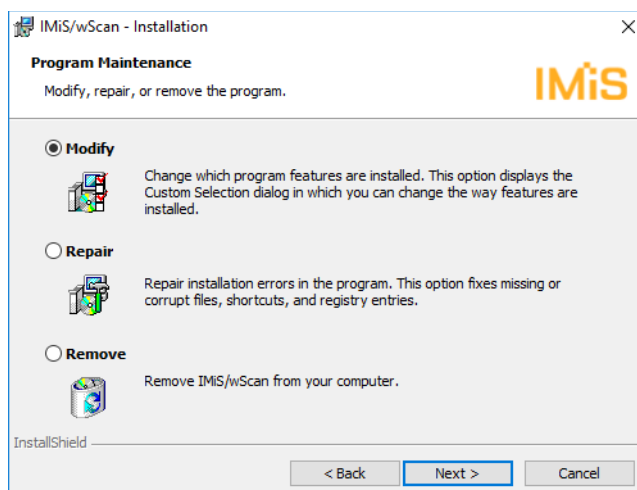 IMiS/wScan - Installation
Program Maintenance
Modify, repair, or remove the program.
IMiS
Modify
Change which program features are installed. This option displays the
Custom Selection dialog in which you can change the way features are
installed.
Repair
Repair installation errors in the program. This option fixes missing or
corrupt files, shortcuts, and registry entries.
Remove
Remove IMiS/wScan from your computer.
InstallShield
< Back Next > Cancel